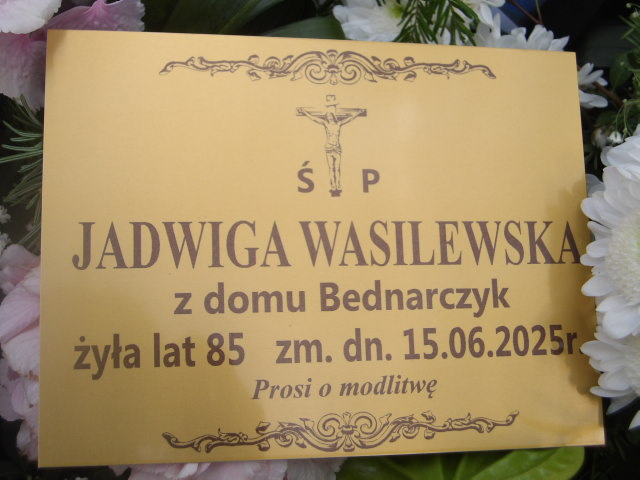 Ś P
JADWIGA WASILEWSKA
z domu Bednarczyk
żyła lat 85 zm. dn. 15.06.2025r.
Prosi o modlitwę